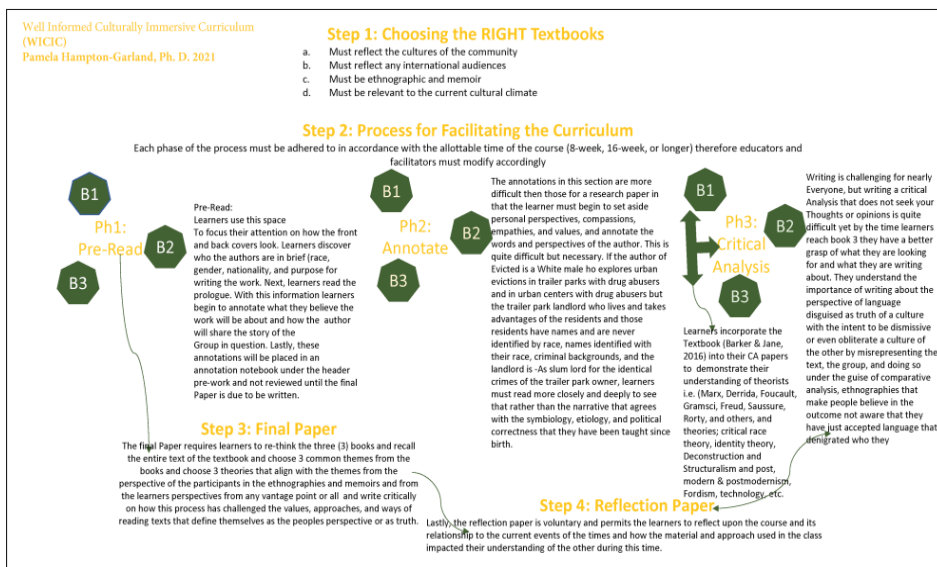 Well Informed Culturally Immersive Curriculum
(WICIC)
Pamela Hampton-Garland, Ph. D. 2021
Step 1: Choosing the RIGHT Textbooks
a. Must reflect the cultures of the community
b. Must reflect any international audiences
c. Must be ethnographic and memoir
d. Must be relevant to the current cultural climate
Step 2: Process for Facilitating the Curriculum
Each phase of the process must be adhered to in accordance with the allottable time of the course (8-week, 16-week, or longer) therefore educators and
facilitators must modify accordingly
B1
Ph1:
Pre-Read
B2
B3
Pre-Read:
Learners use this space
To focus their attention on how the front
and back covers look. Learners discover
who the authors are in brief (race,
gender, nationality, and purpose for
writing the work. Next, learners read the
prologue. With this information learners
begin to annotate what they believe the
work will be about and how the author
will share the story of the
Group in question. Lastly, these
annotations will be placed in an
annotation notebook under the header
pre-work and not reviewed until the final
Paper is due to be written.
B1
Ph2:
Annotate
B2
B3
The annotations in this section are more
difficult then those for a research paper in
that the learner must begin to set aside
personal perspectives, compassions,
empathies, and values, and annotate the
words and perspectives of the author. This is
quite difficult but necessary. If the author of
Evicted is a White male ho explores urban
evictions in trailer parks with drug abusers
and in urban centers with drug abusers but
the trailer park landlord who lives and takes
advantages of the residents and those
residents have names and are never
identified by race, names identified with
their race, criminal backgrounds, and the
landlord is -As slum lord for the identical
crimes of the trailer park owner, learners
must read more closely and deeply to see
that rather than the narrative that agrees
with the symbiology, etiology, and political
correctness that they have been taught since
birth.
B1
Ph3:
Critical
Analysis
B2
B3
Learners incorporate the
Textbook (Barker & Jane,
2016) into their CA papers
to demonstrate their
understanding of theorists
i.e. (Marx, Derrida, Foucault,
Gramsci, Freud, Saussure,
Rorty, and others, and
theories; critical race
theory, identity theory,
Deconstruction and
Structuralism and post,
modern & postmodernism,
Fordism, technology, etc.
Writing is challenging for nearly
Everyone, but writing a critical
Analysis that does not seek your
Thoughts or opinions is quite
difficult yet by the time learners
reach book 3 they have a better
grasp of what they are looking
for and what they are writing
about. They understand the
importance of writing about the
perspective of language
disguised as truth of a culture
with the intent to be dismissive
or even obliterate a culture of
the other by misrepresenting the
text, the group, and doing so
under the guise of comparative
analysis, ethnographies that
make people believe in the
outcome not aware that they
have just accepted language that
denigrated who they
Step 3: Final Paper
The final Paper requires learners to re-think the three (3) books and recall
the entire text of the textbook and choose 3 common themes from the
books and choose 3 theories that align with the themes from the
perspective of the participants in the ethnographies and memoirs and from
the learners perspectives from any vantage point or all and write critically
on how this process has challenged the values, approaches, and ways of
reading texts that define themselves as the peoples perspective or as truth.
Step 4: Reflection Paper
Lastly, the reflection paper is voluntary and permits the learners to reflect upon the course and its
relationship to the current events of the times and how the material and approach used in the class
impacted their understanding of the other during this time.